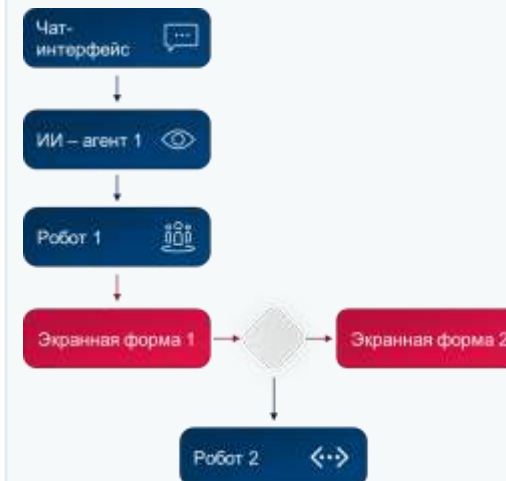 Чат-
интерфейс
ИИ – агент 1
Робот 1
Экранная форма 1
Экранная форма 2
Робот 2